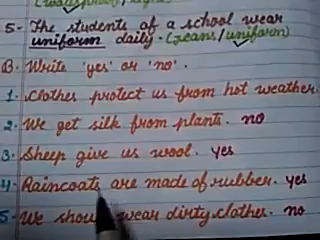 (waterproof/
5- The students of a school wear
uniform daily. (jeans/uniform)
B. Write 'yes' or 'no'.
1. Clothes protect us from hot weather.
2. We get silk from plants. no
3. Sheep give us wool. yes
4. Raincoats are made of rubber. yes
5- We shou wear dirty clothes. no